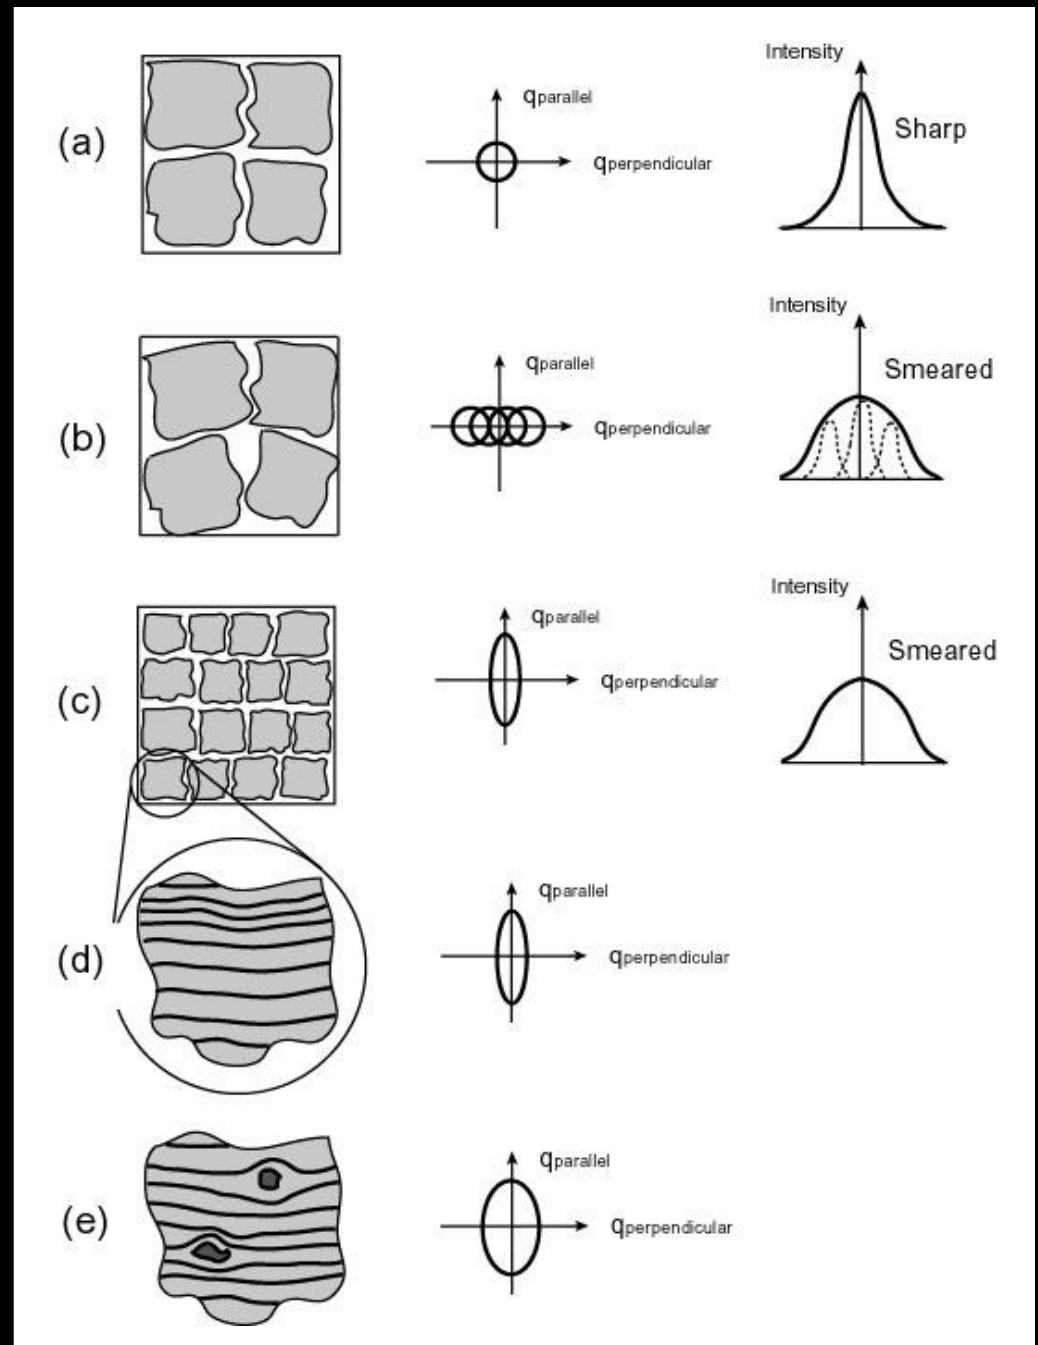 (a)
qparallel
qperpendicular
Intensity
Sharp
(b)
qparallel
qperpendicular
Intensity
Smeared
(c)
qparallel
qperpendicular
Intensity
Smeared
(d)
qparallel
qperpendicular
(e)
qparallel
qperpendicular